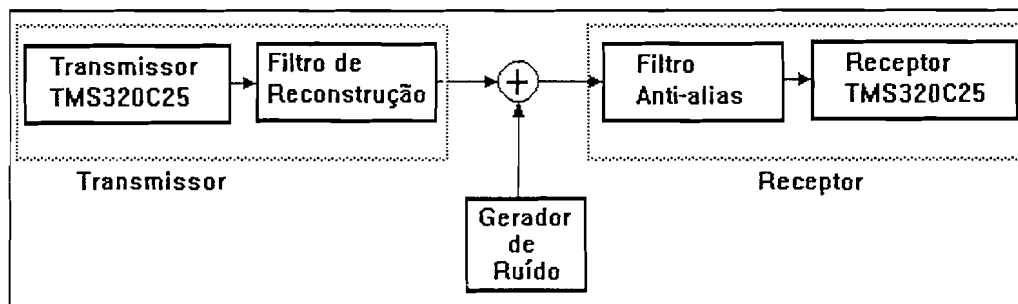 Transmissor
TMS320C25
Filtro de
Reconstrução
Filtro
Anti-alias
Receptor
TMS320C25
Transmissor
Receptor
Gerador
de
Ruído